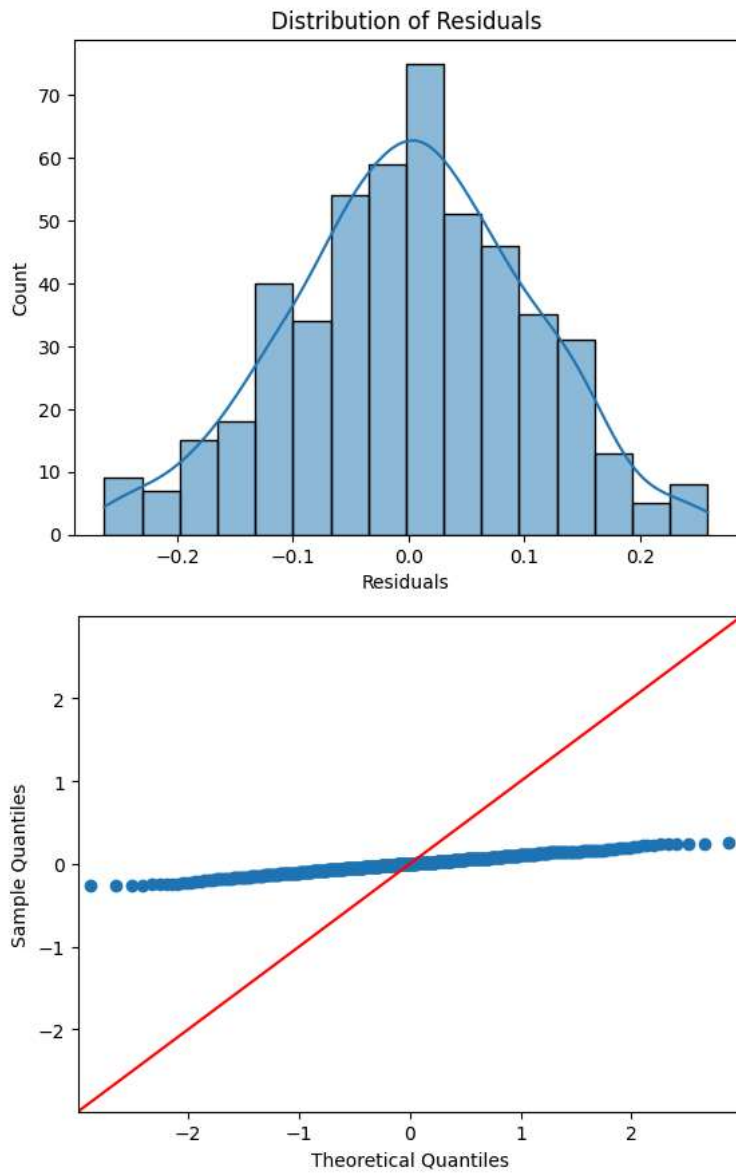 Distribution of Residuals
70
60
50
40
30
20
10
0
Count
−0.2 −0.1 0.0 0.1 0.2
Residuals
2
1
0
−1
−2
Sample Quantiles
−2 −1 0 1 2
Theoretical Quantiles